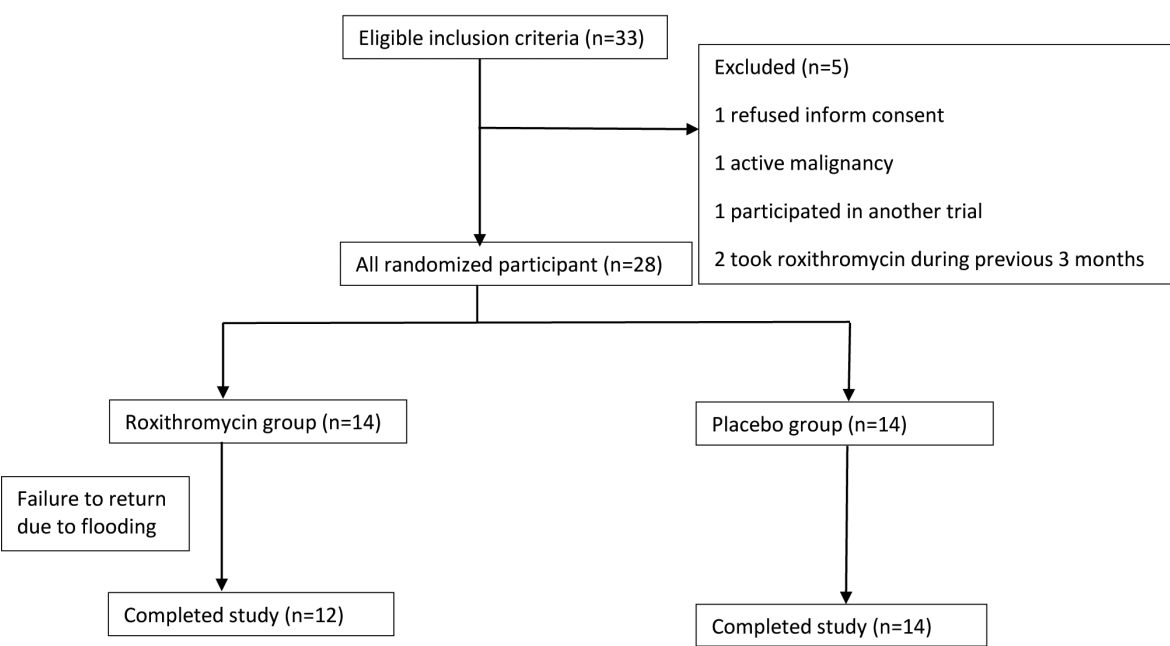 Eligible inclusion criteria (n=33)
Excluded (n=5)
1 refused inform consent
1 active malignancy
1 participated in another trial
2 took roxithromycin during previous 3 months
All randomized participant (n=28)
Roxithromycin group (n=14)
Placebo group (n=14)
Failure to return
due to flooding
Completed study (n=12)
Completed study (n=14)